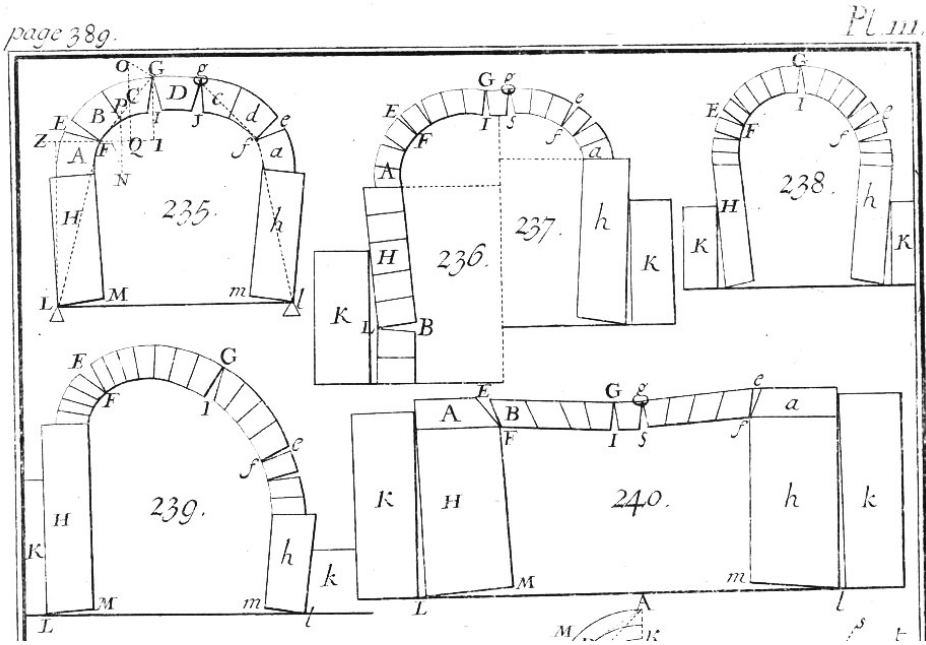 page 389.
Pl. III.
O G g
C D c
P
B I J d
E e
Z F Q I f
A a
N
H 235 h
L M m l
G g
E e
I S
F f
A a
H 236. 237. h
K K
L B
G
E I e
F f
238.
H h
K K
E G
F I
e
f
239.
H h
K k
L M m l
E G g e
A B a
F I S f
K H 240. h k
M m
L A l
M K s t